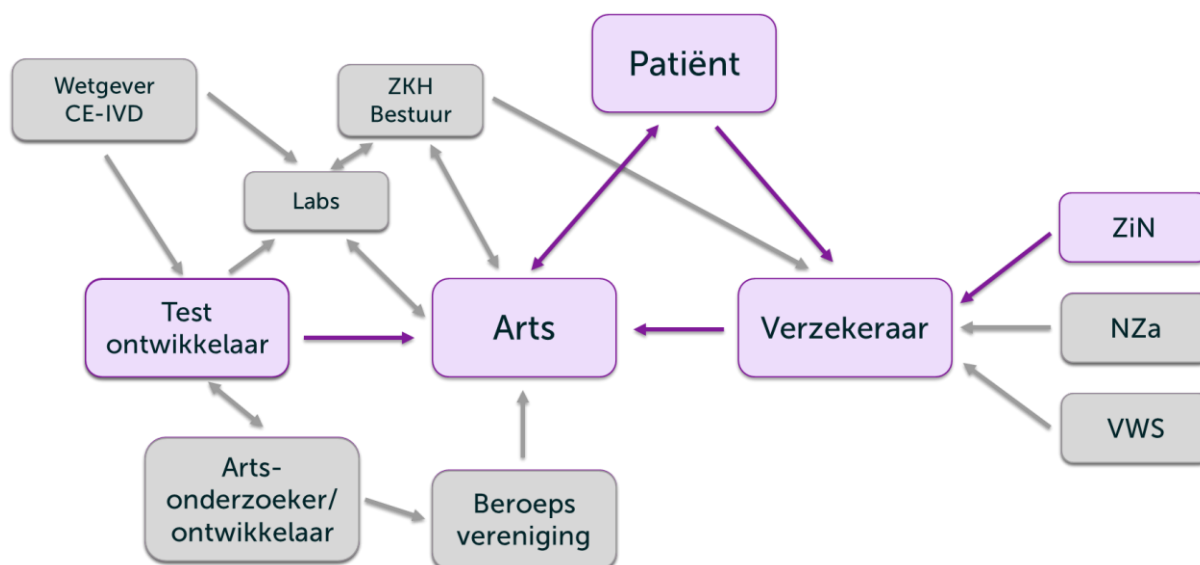 Wetgever
CE-IVD
ZKH
Bestuur
Patiënt
Labs
ZiN
Test
ontwikkelaar
Arts
Verzekeraar
NZa
VWS
Arts-
onderzoeker/
ontwikkelaar
Beroeps
vereniging